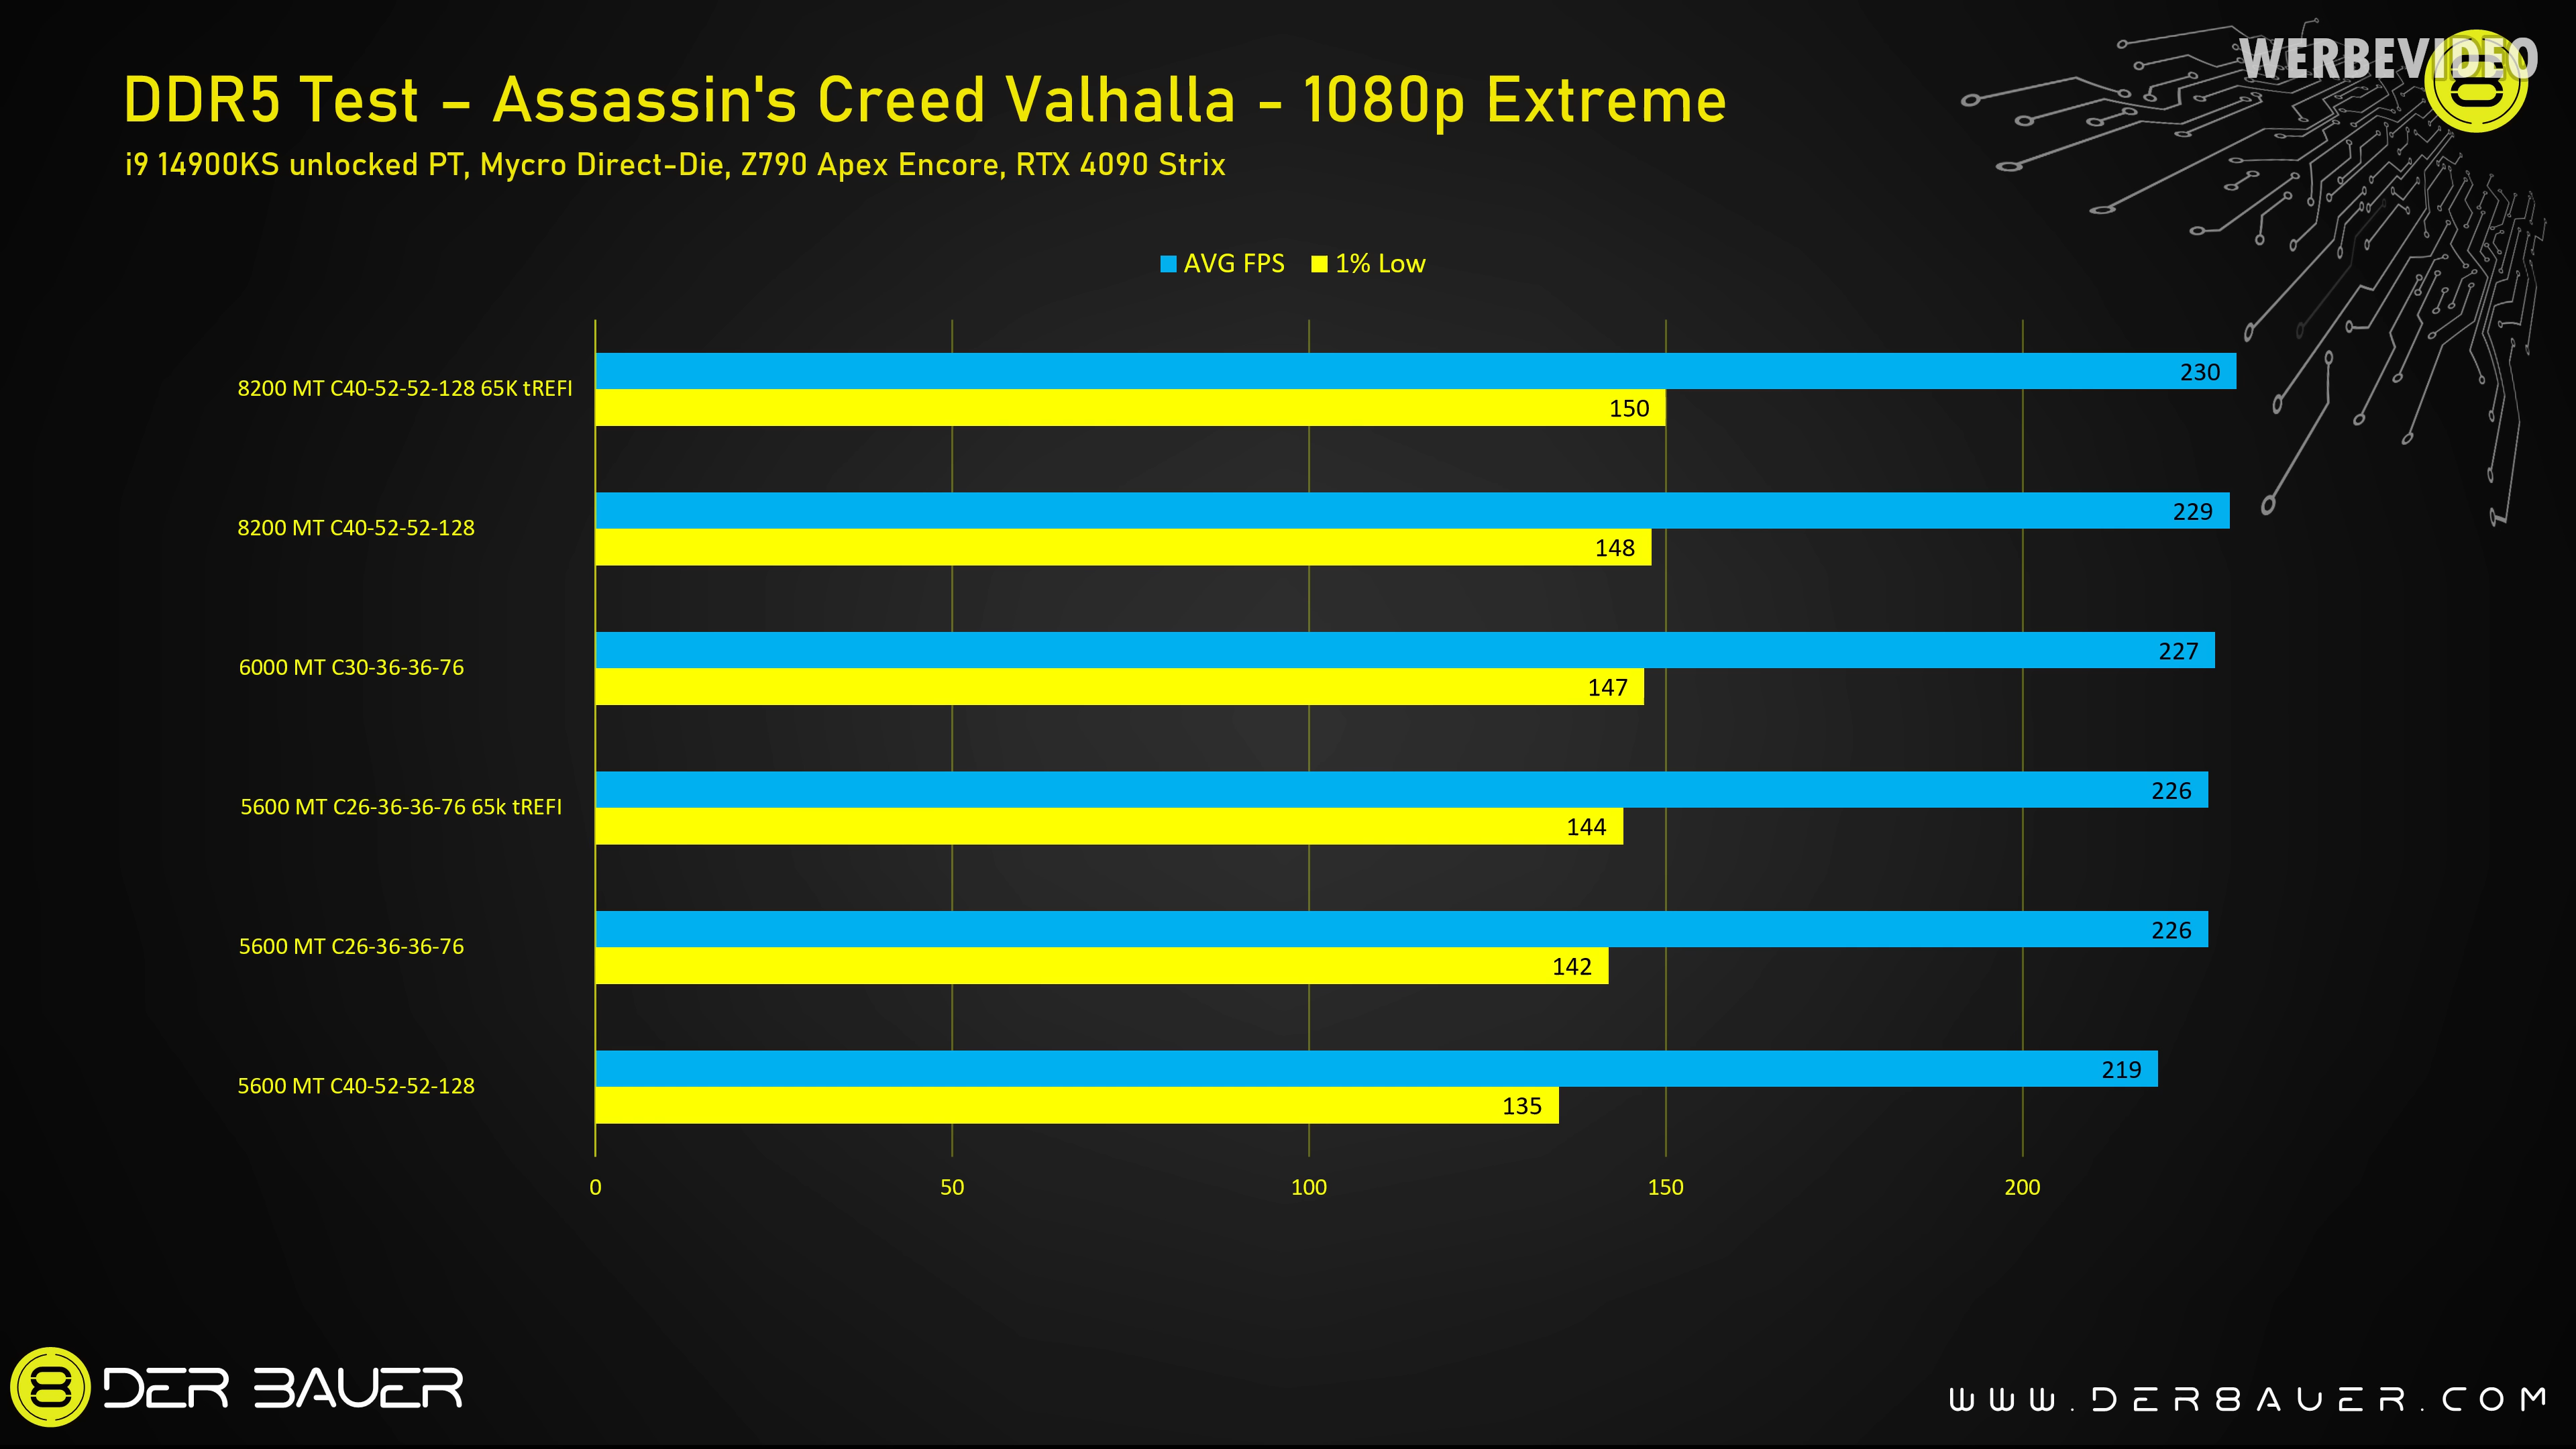 WERBEVIDEO
DDR5 Test – Assassin's Creed Valhalla - 1080p Extreme
i9 14900KS unlocked PT, Mycro Direct-Die, Z790 Apex Encore, RTX 4090 Strix
AVG FPS 1% Low
8200 MT C40-52-52-128 65K tREFI
230
150
8200 MT C40-52-52-128
229
148
6000 MT C30-36-36-76
227
147
5600 MT C26-36-36-76 65k tREFI
226
144
5600 MT C26-36-36-76
226
142
5600 MT C40-52-52-128
219
135
0 50 100 150 200
DER 8AUER
WWW.DER8AUER.COM